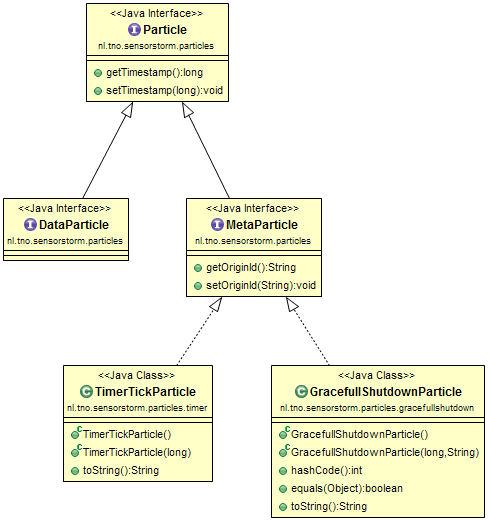 <<Java Interface>>
I Particle
nl.tno.sensorstorm.particles
getTimestamp():long
setTimestamp(long):void
<<Java Interface>>
I DataParticle
nl.tno.sensorstorm.particles
<<Java Interface>>
I MetaParticle
nl.tno.sensorstorm.particles
getOriginId():String
setOriginId(String):void
<<Java Class>>
C TimerTickParticle
nl.tno.sensorstorm.particles.timer
C TimerTickParticle()
C TimerTickParticle(long)
toString():String
<<Java Class>>
C GracefullShutdownParticle
nl.tno.sensorstorm.particles.gracefullshutdown
C GracefullShutdownParticle()
C GracefullShutdownParticle(long,String)
hashCode():int
equals(Object):boolean
toString():String